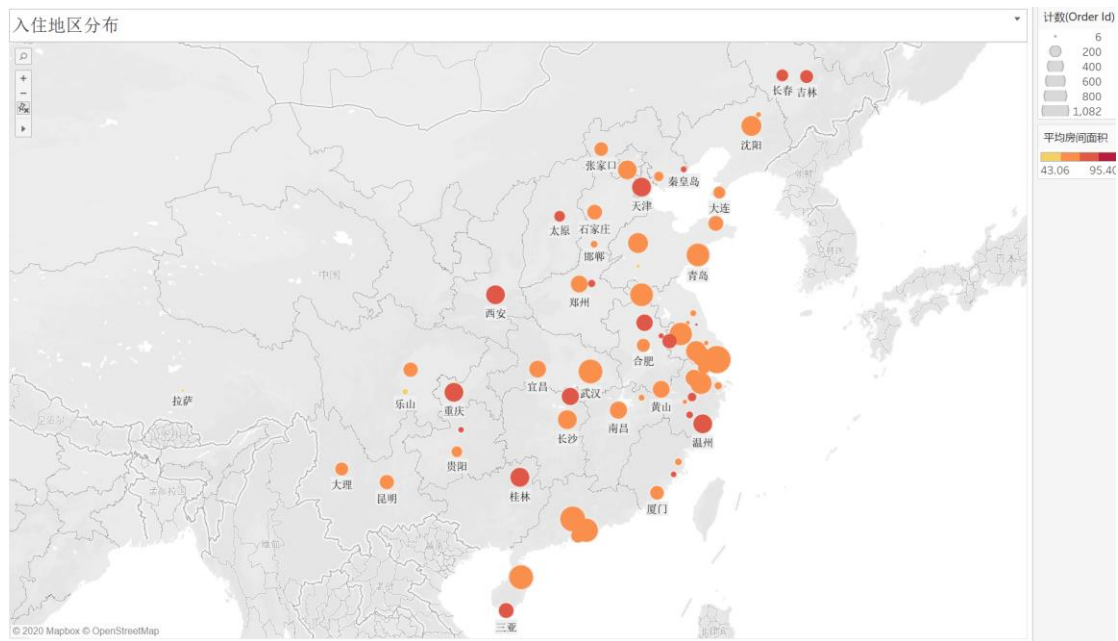 入住地区分布
计数(Order Id)
6
200
400
600
800
1,082
平均房间面积
43.06 95.40
长春 吉林
沈阳
张家口
秦皇岛
天津
大连
太原 石家庄
邯郸
青岛
中国
郑州
西安
日本
合肥
拉萨
乐山
重庆
宜昌
武汉
黄山
长沙
南昌
温州
贵阳
大理
昆明
桂林
厦门
缅甸
三亚
© 2020 Mapbox © OpenStreetMap